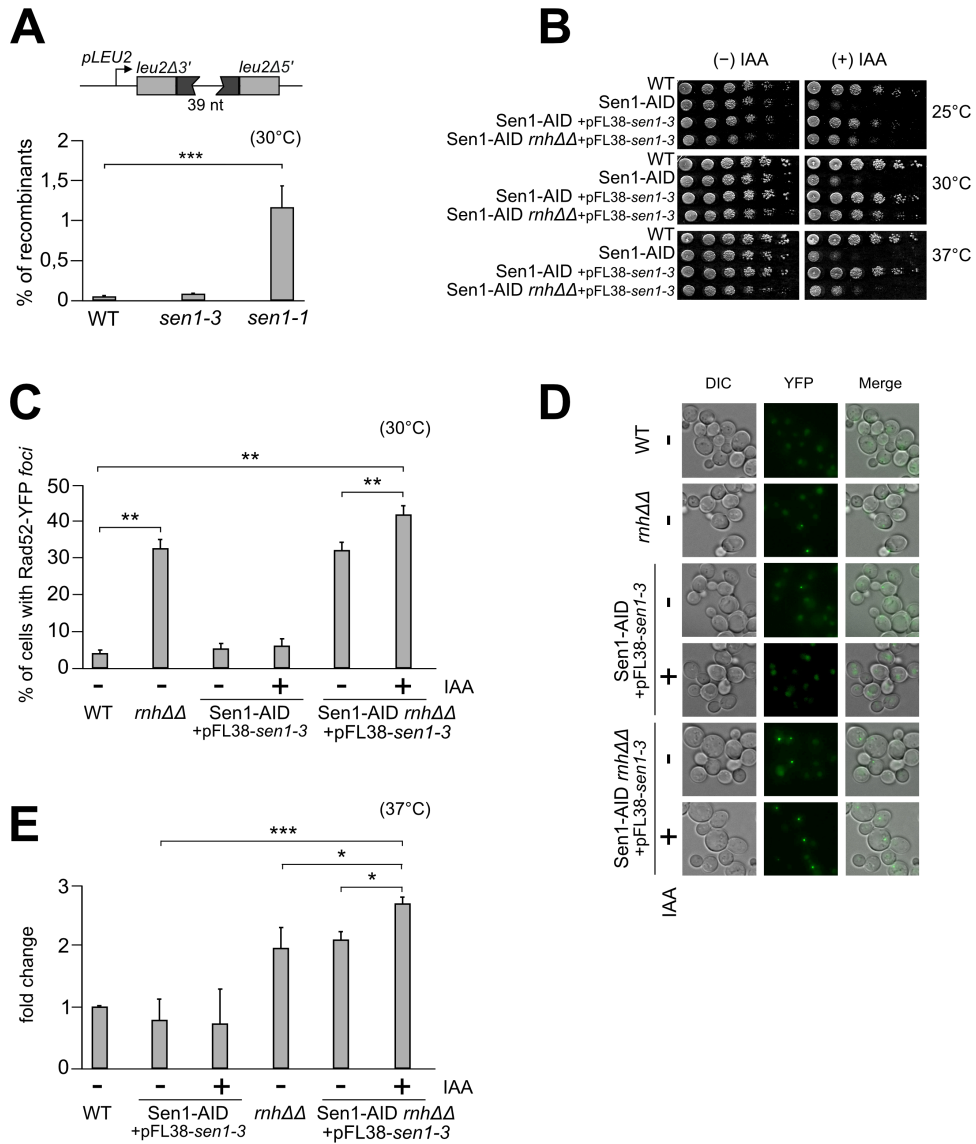 A
pLEU2
leu2Δ3' leu2Δ5'
39 nt
(30°C)
% of recombinants
2
1,5
1
0,5
0
***
WT sen1-3 sen1-1
B
(−) IAA (+) IAA
WT
Sen1-AID
Sen1-AID +pFL38-sen1-3
Sen1-AID rnhΔΔ+pFL38-sen1-3
25°C
WT
Sen1-AID
Sen1-AID +pFL38-sen1-3
Sen1-AID rnhΔΔ+pFL38-sen1-3
30°C
WT
Sen1-AID
Sen1-AID +pFL38-sen1-3
Sen1-AID rnhΔΔ+pFL38-sen1-3
37°C
C
(30°C)
% of cells with Rad52-YFP foci
50
40
30
20
10
0
**
**
**
- - - + - + IAA
WT rnhΔΔ Sen1-AID Sen1-AID rnhΔΔ
+pFL38-sen1-3 +pFL38-sen1-3
D
DIC YFP Merge
WT -
rnhΔΔ -
Sen1-AID
+pFL38-sen1-3
-
+
Sen1-AID rnhΔΔ
+pFL38-sen1-3
-
+
IAA
E
(37°C)
fold change
3
2
1
0
***
*
*
- - + - - + IAA
WT Sen1-AID rnhΔΔ Sen1-AID rnhΔΔ
+pFL38-sen1-3 +pFL38-sen1-3